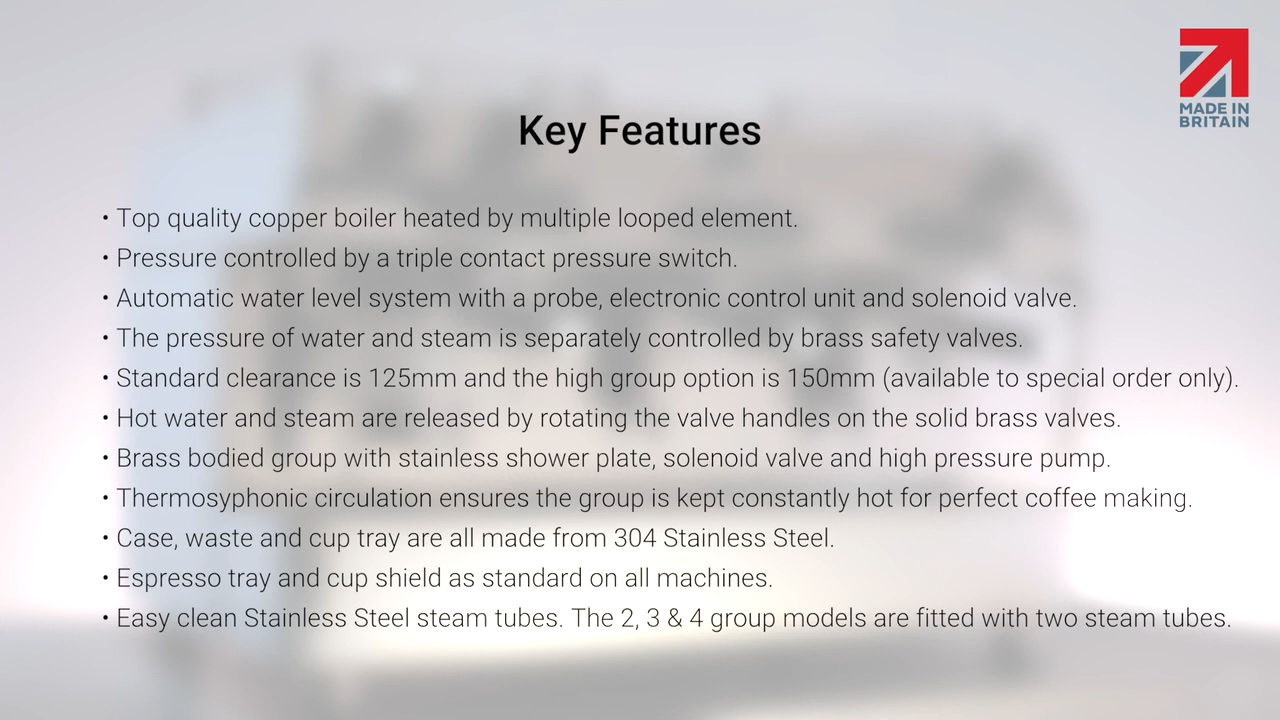 MADE IN
BRITAIN
Key Features
• Top quality copper boiler heated by multiple looped element.
• Pressure controlled by a triple contact pressure switch.
• Automatic water level system with a probe, electronic control unit and solenoid valve.
• The pressure of water and steam is separately controlled by brass safety valves.
• Standard clearance is 125mm and the high group option is 150mm (available to special order only).
• Hot water and steam are released by rotating the valve handles on the solid brass valves.
• Brass bodied group with stainless shower plate, solenoid valve and high pressure pump.
• Thermosyphonic circulation ensures the group is kept constantly hot for perfect coffee making.
• Case, waste and cup tray are all made from 304 Stainless Steel.
• Espresso tray and cup shield as standard on all machines.
• Easy clean Stainless Steel steam tubes. The 2, 3 & 4 group models are fitted with two steam tubes.